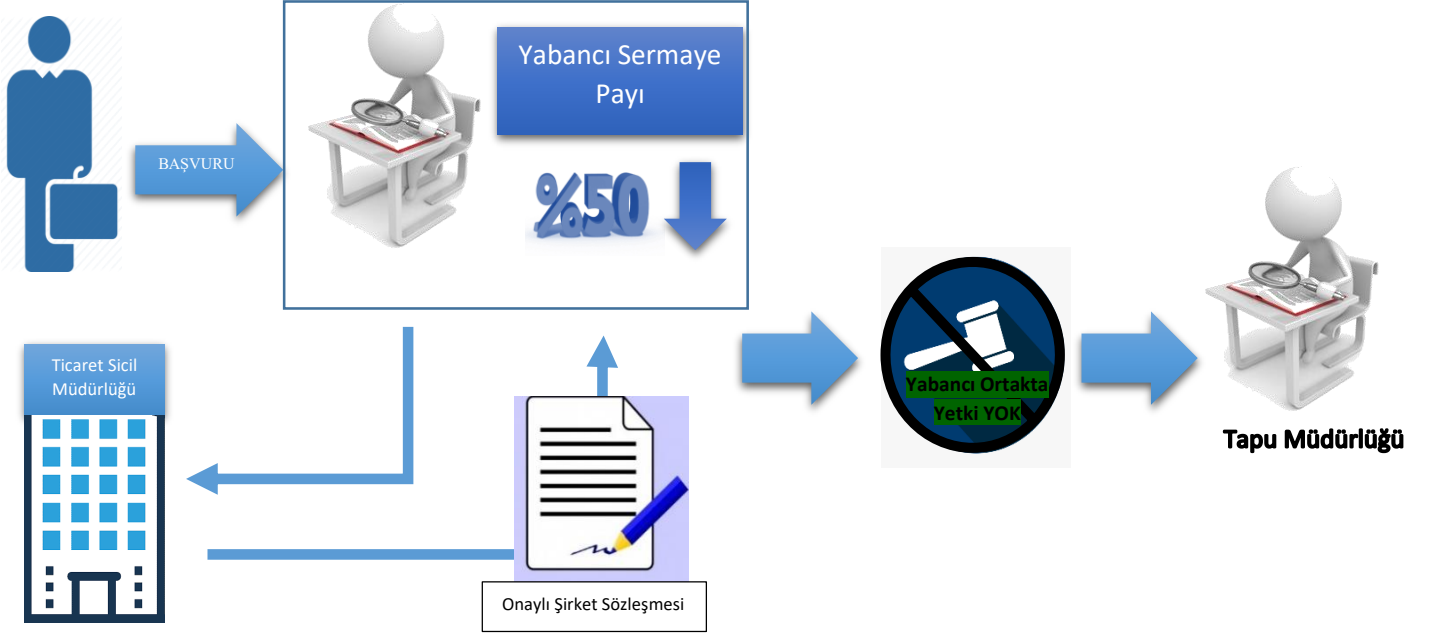 BAŞVURU
Yabancı Sermaye
Payı
%50
Ticaret Sicil
Müdürlüğü
Onaylı Şirket Sözleşmesi
Yabancı Ortakta
Yetki YOK
Tapu Müdürlüğü